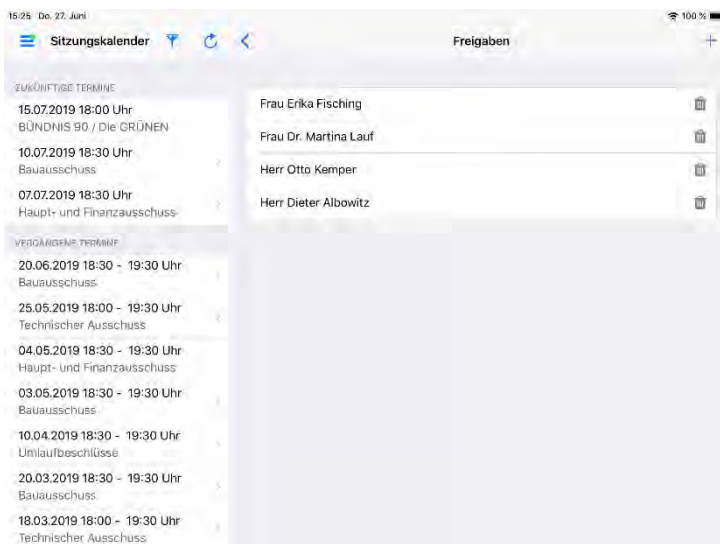 15:25 Do. 27. Juni
100 %
Sitzungskalender
Freigaben
ZUKÜNFTIGE TERMINE
15.07.2019 18:00 Uhr
BÜNDNIS 90 / Die GRÜNEN
10.07.2019 18:30 Uhr
Bauausschuss
07.07.2019 18:30 Uhr
Haupt- und Finanzausschuss
VERGANGENE TERMINE
20.06.2019 18:30 - 19:30 Uhr
Bauausschuss
25.05.2019 18:00 - 19:30 Uhr
Technischer Ausschuss
04.05.2019 18:30 - 19:30 Uhr
Haupt- und Finanzausschuss
03.05.2019 18:30 - 19:30 Uhr
Bauausschuss
10.04.2019 18:30 - 19:30 Uhr
Umlaufbeschlüsse
20.03.2019 18:30 - 19:30 Uhr
Bauausschuss
18.03.2019 18:00 - 19:30 Uhr
Technischer Ausschuss
Frau Erika Fisching
Frau Dr. Martina Lauf
Herr Otto Kemper
Herr Dieter Albowitz